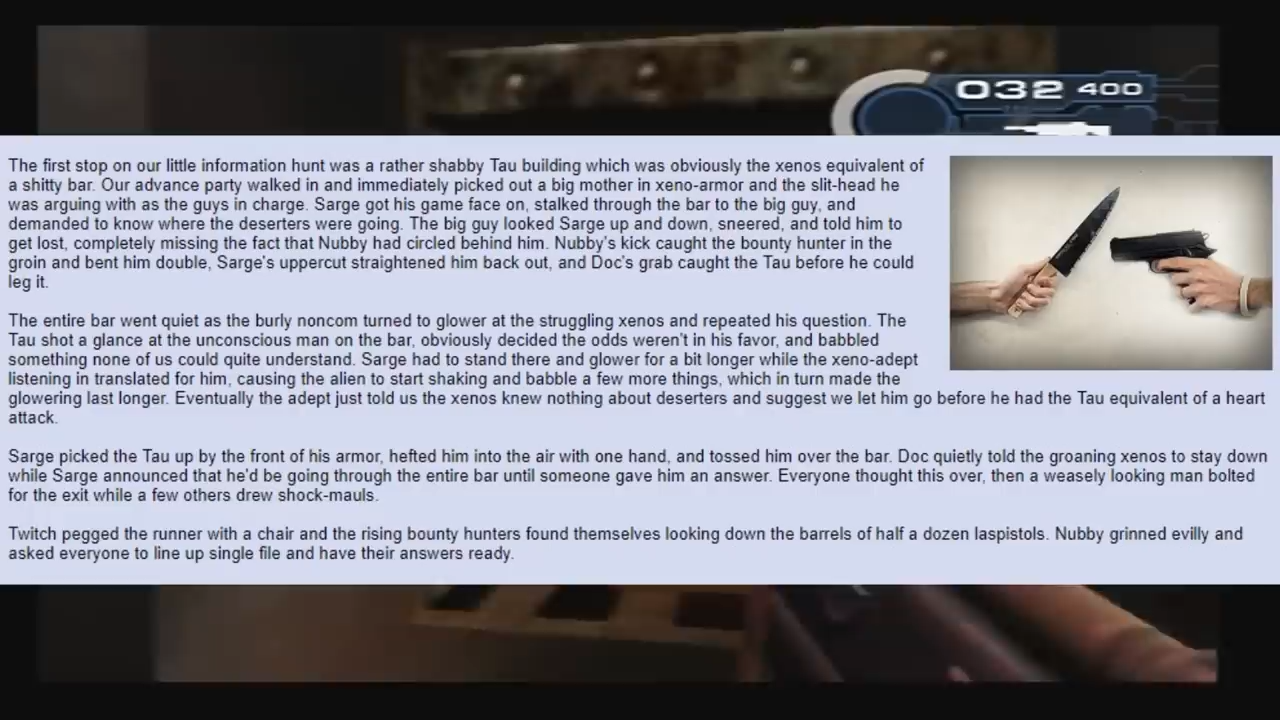 032 400
The first stop on our little information hunt was a rather shabby Tau building which was obviously the xenos equivalent of
a shitty bar. Our advance party walked in and immediately picked out a big mother in xeno-armor and the slit-head he
was arguing with as the guys in charge. Sarge got his game face on, stalked through the bar to the big guy, and
demanded to know where the deserters were going. The big guy looked Sarge up and down, sneered, and told him to
get lost, completely missing the fact that Nubby had circled behind him. Nubby's kick caught the bounty hunter in the
groin and bent him double, Sarge's uppercut straightened him back out, and Doc's grab caught the Tau before he could
leg it.
The entire bar went quiet as the burly noncom turned to glower at the struggling xenos and repeated his question. The
Tau shot a glance at the unconscious man on the bar, obviously decided the odds weren't in his favor, and babbled
something none of us could quite understand. Sarge had to stand there and glower for a bit longer while the xeno-adept
listening in translated for him, causing the alien to start shaking and babble a few more things, which in turn made the
glowering last longer. Eventually the adept just told us the xenos knew nothing about deserters and suggest we let him go before he had the Tau equivalent of a heart
attack.
Sarge picked the Tau up by the front of his armor, hefted him into the air with one hand, and tossed him over the bar. Doc quietly told the groaning xenos to stay down
while Sarge announced that he'd be going through the entire bar until someone gave him an answer. Everyone thought this over, then a weasely looking man bolted
for the exit while a few others drew shock-mauls.
Twitch pegged the runner with a chair and the rising bounty hunters found themselves looking down the barrels of half a dozen laspistols. Nubby grinned evilly and
asked everyone to line up single file and have their answers ready.